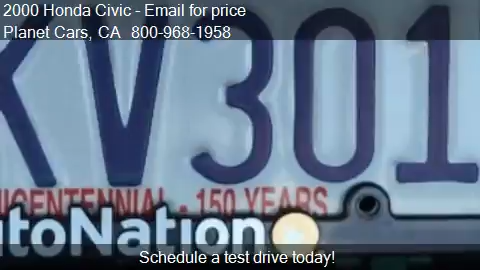 2000 Honda Civic - Email for price
Planet Cars, CA 800-968-1958
KV301
- 150 YEARS
toNation
Schedule a test drive today!